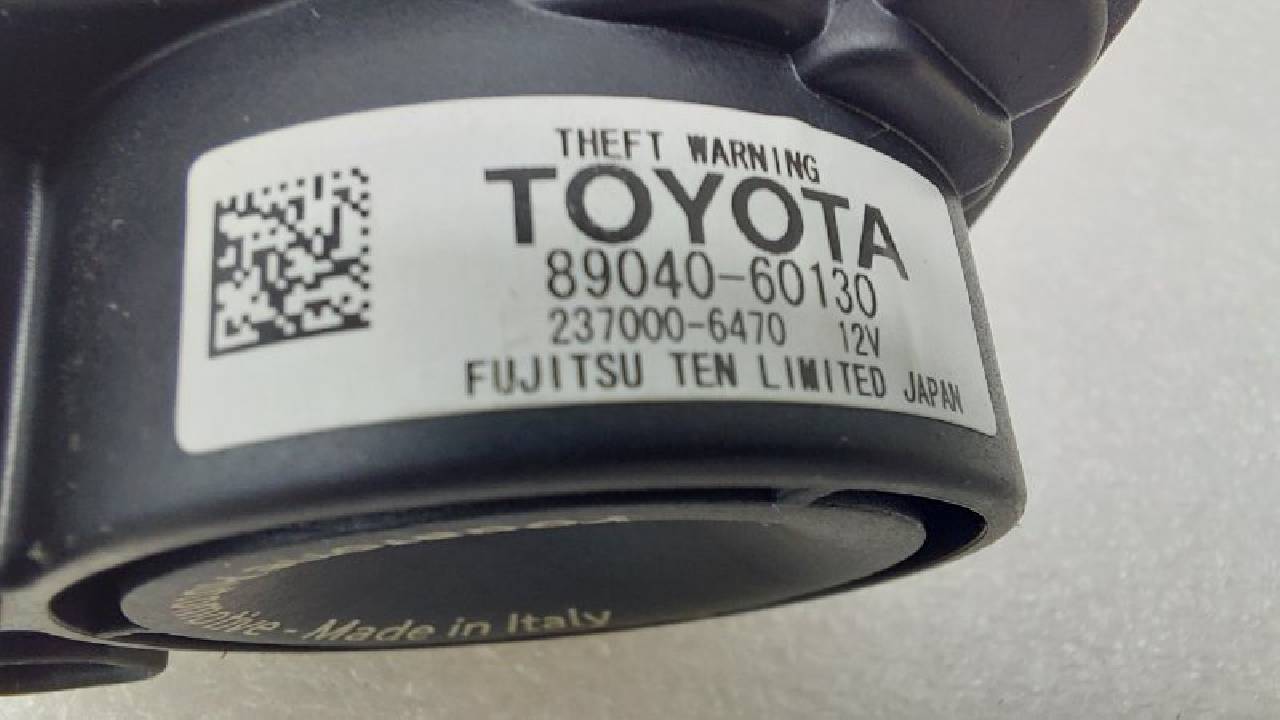 THEFT WARNING
TOYOTA
89040-60130
237000-6470 12V
FUJITSU TEN LIMITED JAPAN
- Made in Italy